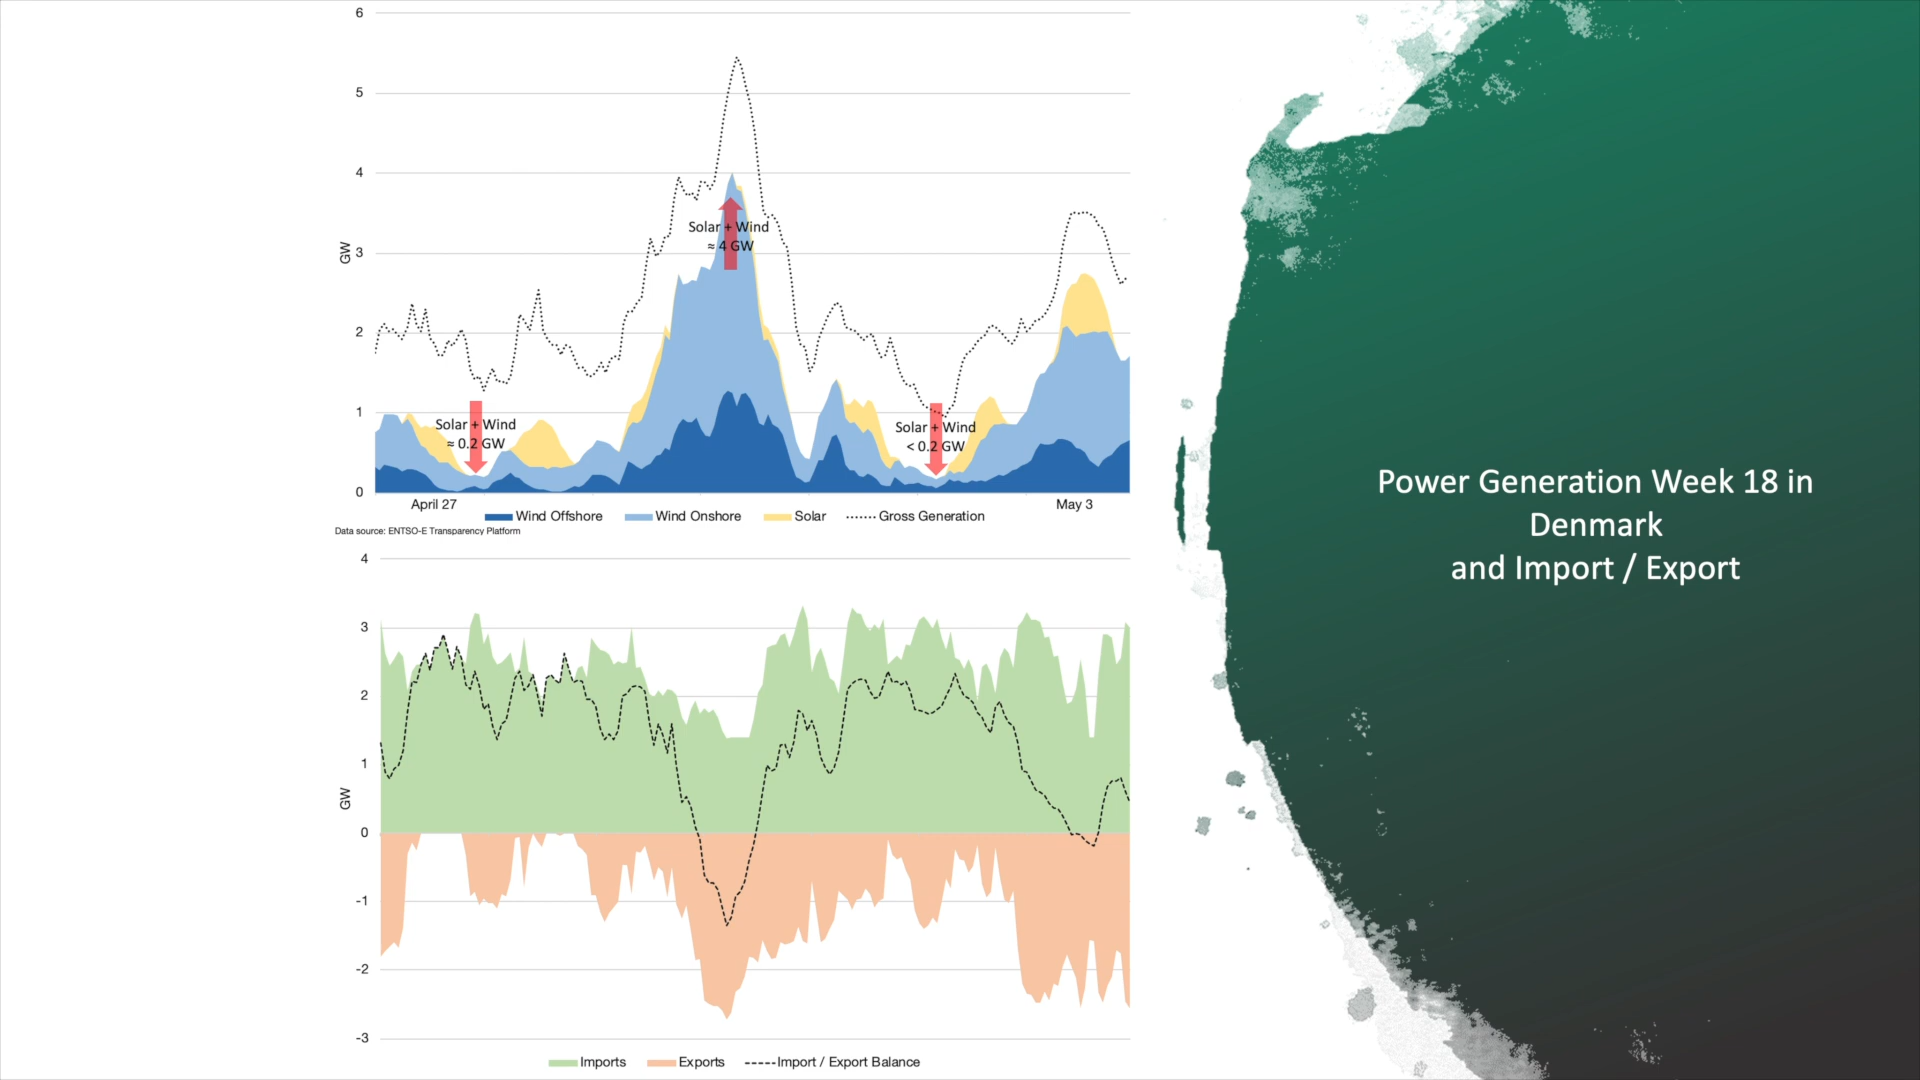 6
5
4
3
2
1
0
GW
Solar + Wind
≈ 4 GW
Solar + Wind
≈ 0.2 GW
Solar + Wind
< 0.2 GW
April 27
May 3
Wind Offshore
Wind Onshore
Solar
Gross Generation
Data source: ENTSO-E Transparency Platform
4
3
2
1
0
-1
-2
-3
GW
Imports
Exports
Import / Export Balance
Power Generation Week 18 in
Denmark
and Import / Export